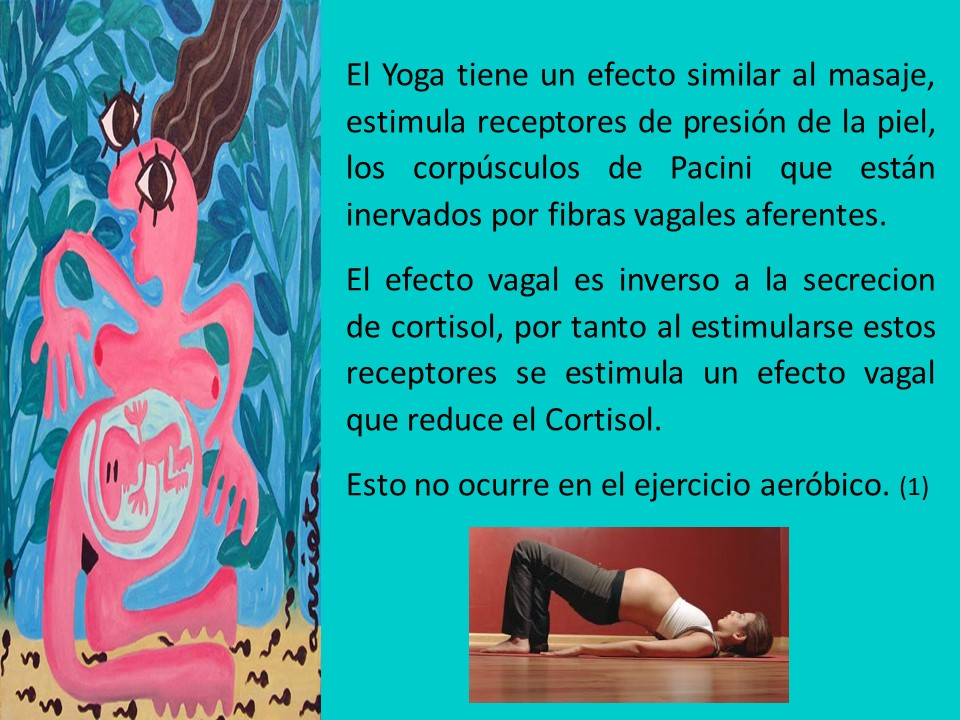 El Yoga tiene un efecto similar al masaje,
estimula receptores de presión de la piel,
los corpúsculos de Pacini que están
inervados por fibras vagales aferentes.
El efecto vagal es inverso a la secrecion
de cortisol, por tanto al estimularse estos
receptores se estimula un efecto vagal
que reduce el Cortisol.
Esto no ocurre en el ejercicio aeróbico. (1)
arrieta